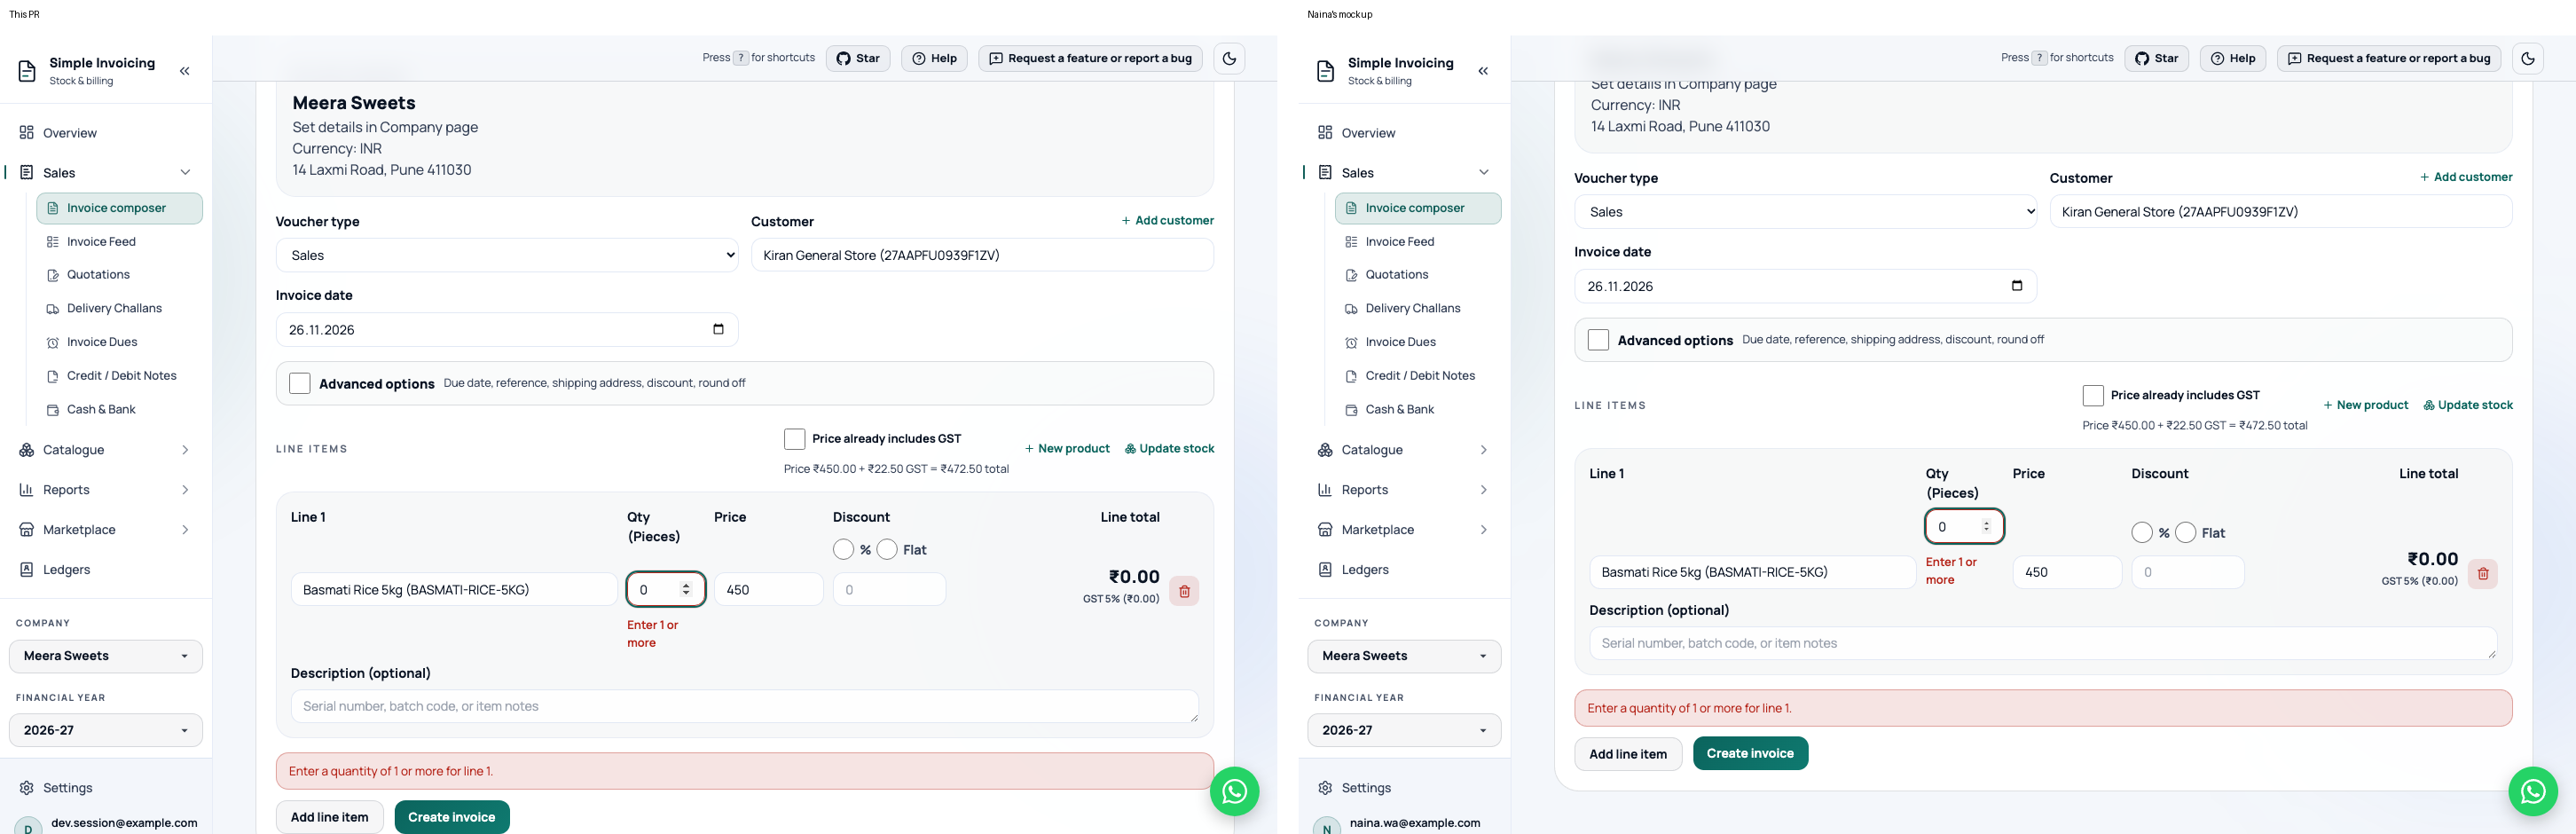 This PR
Simple Invoicing
Stock & billing
Overview
Sales
Invoice composer
Invoice Feed
Quotations
Delivery Challans
Invoice Dues
Credit / Debit Notes
Cash & Bank
Catalogue
Reports
Marketplace
Ledgers
COMPANY
Meera Sweets
FINANCIAL YEAR
2026-27
Settings
D
dev.session@example.com
Press ? for shortcuts
Star
Help
Request a feature or report a bug
Meera Sweets
Set details in Company page
Currency: INR
14 Laxmi Road, Pune 411030
Voucher type
Customer
+ Add customer
Sales
Kiran General Store (27AAPFU0939F1ZV)
Invoice date
26.11.2026
Advanced options Due date, reference, shipping address, discount, round off
LINE ITEMS
Price already includes GST
Price ₹450.00 + ₹22.50 GST = ₹472.50 total
+ New product
Update stock
Line 1
Qty (Pieces)
Price
Discount
Line total
% Flat
Basmati Rice 5kg (BASMATI-RICE-5KG)
0
450
0
₹0.00
GST 5% (₹0.00)
Enter 1 or
more
Description (optional)
Serial number, batch code, or item notes
Enter a quantity of 1 or more for line 1.
Add line item
Create invoice
Naina's mockup
Simple Invoicing
Stock & billing
Overview
Sales
Invoice composer
Invoice Feed
Quotations
Delivery Challans
Invoice Dues
Credit / Debit Notes
Cash & Bank
Catalogue
Reports
Marketplace
Ledgers
COMPANY
Meera Sweets
FINANCIAL YEAR
2026-27
Settings
N
naina.wa@example.com
Press ? for shortcuts
Star
Help
Request a feature or report a bug
Set details in Company page
Currency: INR
14 Laxmi Road, Pune 411030
Voucher type
Customer
+ Add customer
Sales
Kiran General Store (27AAPFU0939F1ZV)
Invoice date
26.11.2026
Advanced options Due date, reference, shipping address, discount, round off
LINE ITEMS
Price already includes GST
Price ₹450.00 + ₹22.50 GST = ₹472.50 total
+ New product
Update stock
Line 1
Qty
(Pieces)
Price
Discount
Line total
0
% Flat
Enter 1 or
more
Basmati Rice 5kg (BASMATI-RICE-5KG)
450
0
₹0.00
GST 5% (₹0.00)
Description (optional)
Serial number, batch code, or item notes
Enter a quantity of 1 or more for line 1.
Add line item
Create invoice